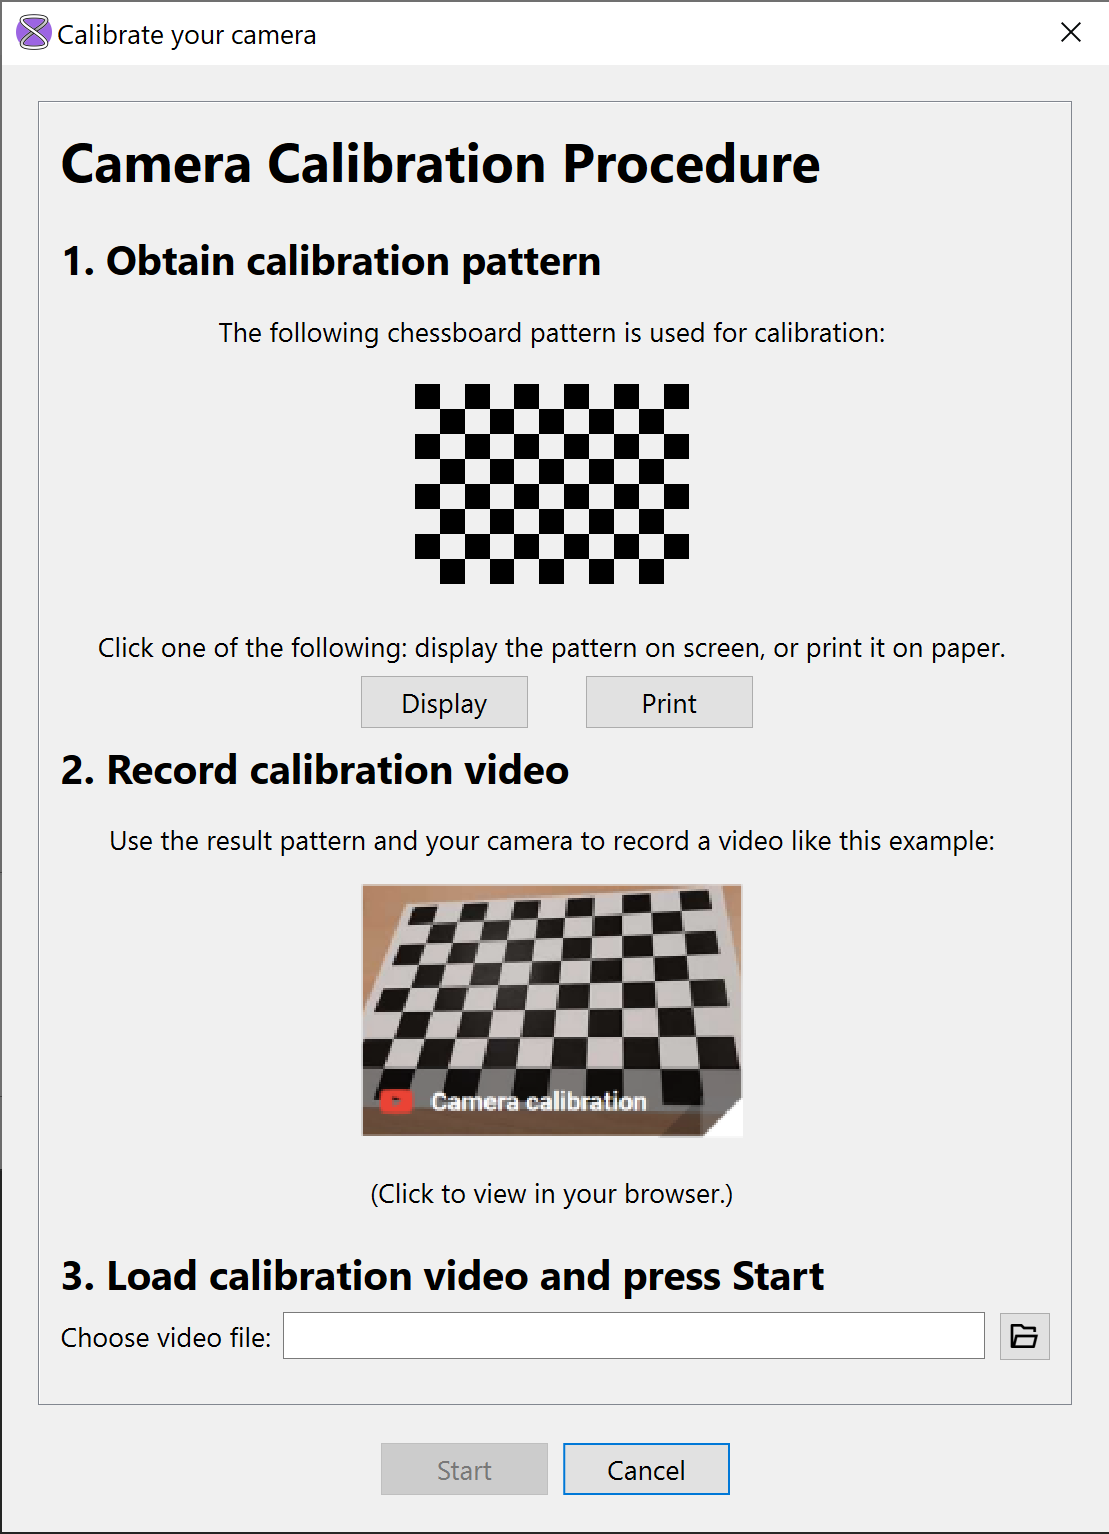 Calibrate your camera
Camera Calibration Procedure
1. Obtain calibration pattern
The following chessboard pattern is used for calibration:
Click one of the following: display the pattern on screen, or print it on paper.
Display
Print
2. Record calibration video
Use the result pattern and your camera to record a video like this example:
Camera calibration
(Click to view in your browser.)
3. Load calibration video and press Start
Choose video file:
Start
Cancel